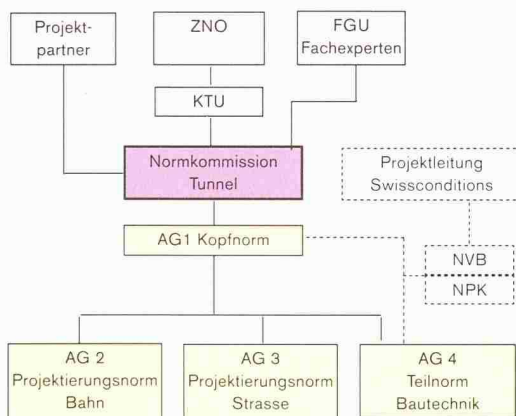 Projekt-
partner
ZNO
FGU
Fachexperten
KTU
Normkommission
Tunnel
Projektleitung
Swissconditions
AG1 Kopfnorm
NVB
NPK
AG 2
Projektierungsnorm
Bahn
AG 3
Projektierungsnorm
Strasse
AG 4
Teilnorm
Bautechnik